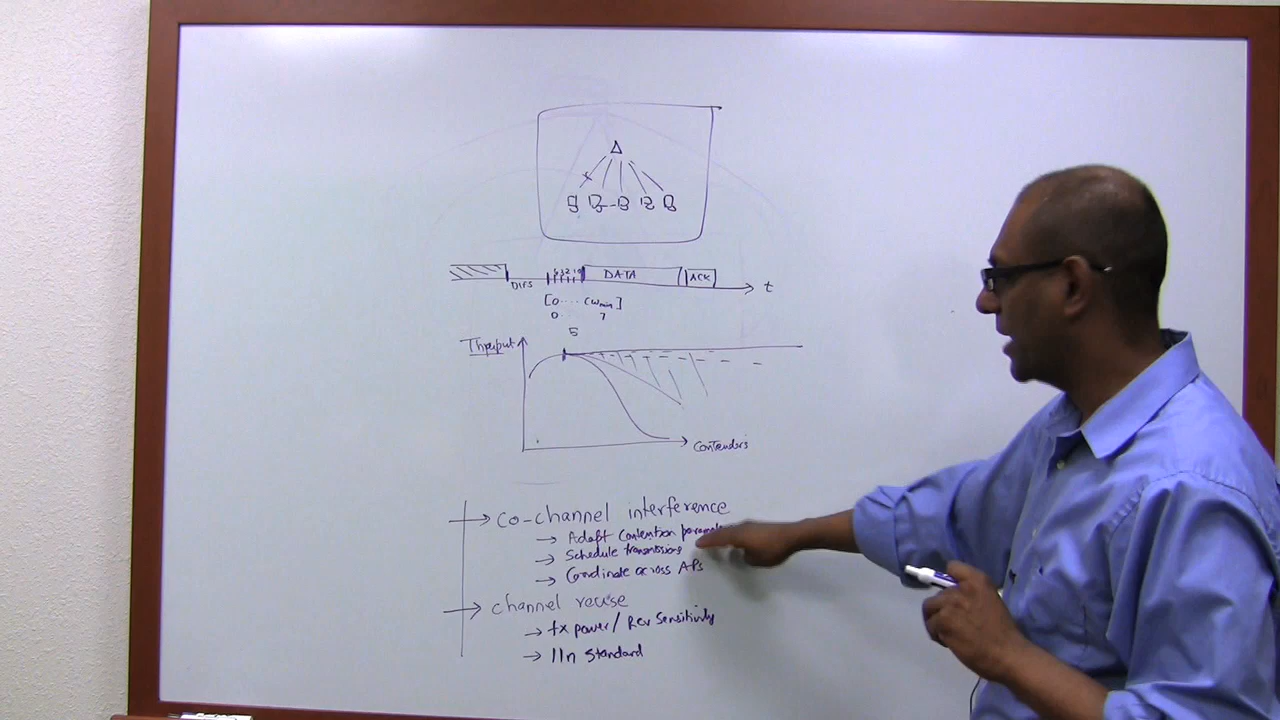 DATA ACK
DIFS
t
[0 .... CWmin]
0 .. 7
5
Thruput
Contenders
Co-channel interference
→ Adapt Contention
→ Schedule transmissions
→ Coordinate across APs
channel reuse
→ tx power / Rcv Sensitivity
→ 11n Standard